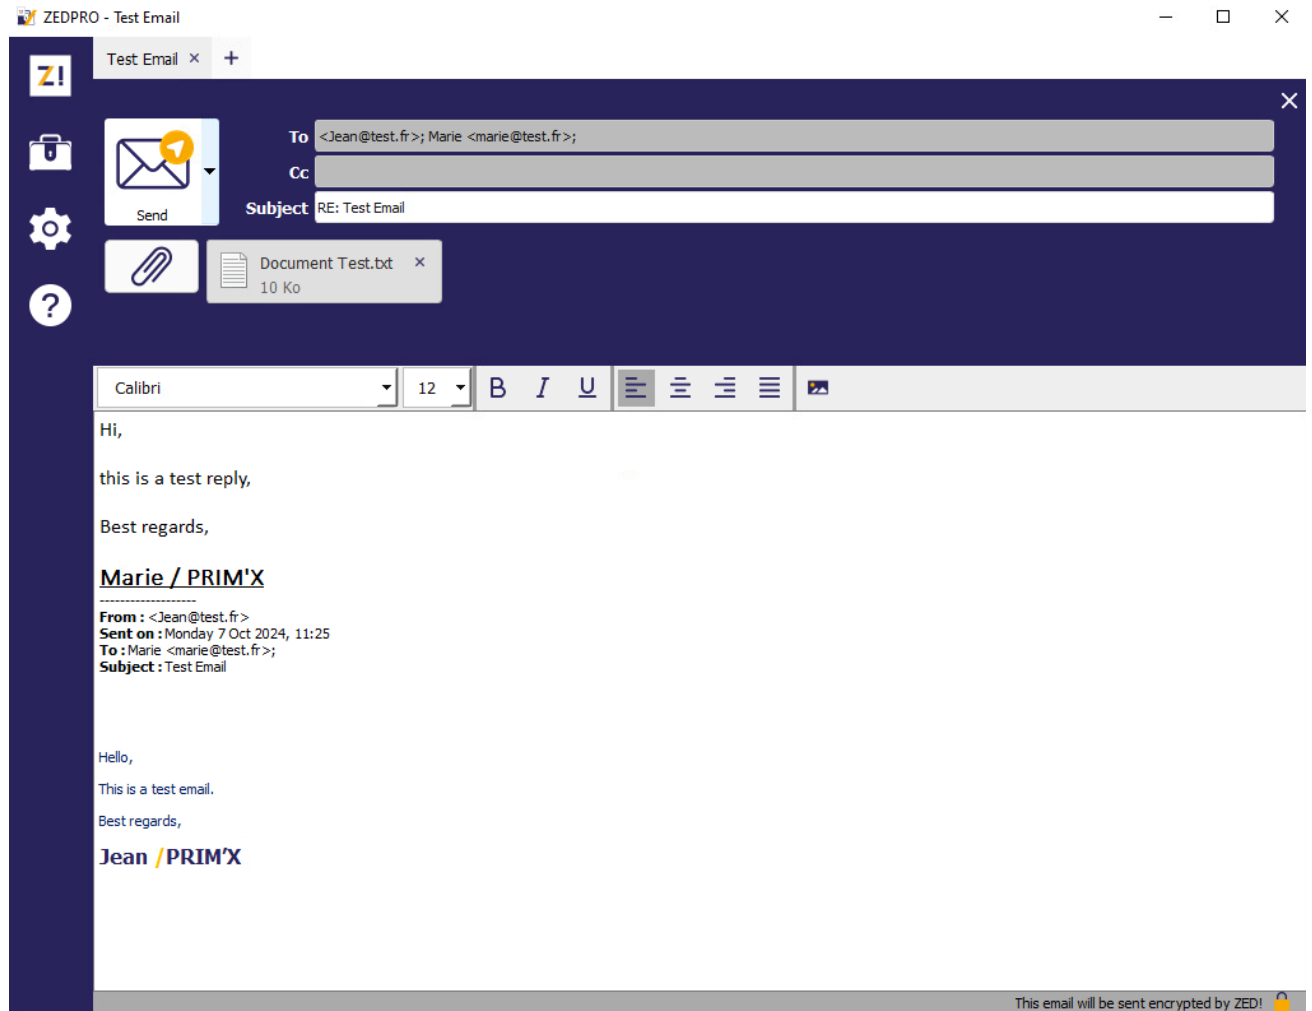 ZEDPRO - Test Email
Z!
Test Email × +
To <Jean@test.fr>; Marie <marie@test.fr>;
Cc
Send
Subject RE: Test Email
Document Test.txt ×
10 Ko
?
Calibri 12 B I U
Hi,
this is a test reply,
Best regards,
Marie / PRIM'X
-------------------
From : <Jean@test.fr>
Sent on : Monday 7 Oct 2024, 11:25
To : Marie <marie@test.fr>;
Subject : Test Email
Hello,
This is a test email.
Best regards,
Jean /PRIM’X
This email will be sent encrypted by ZED!